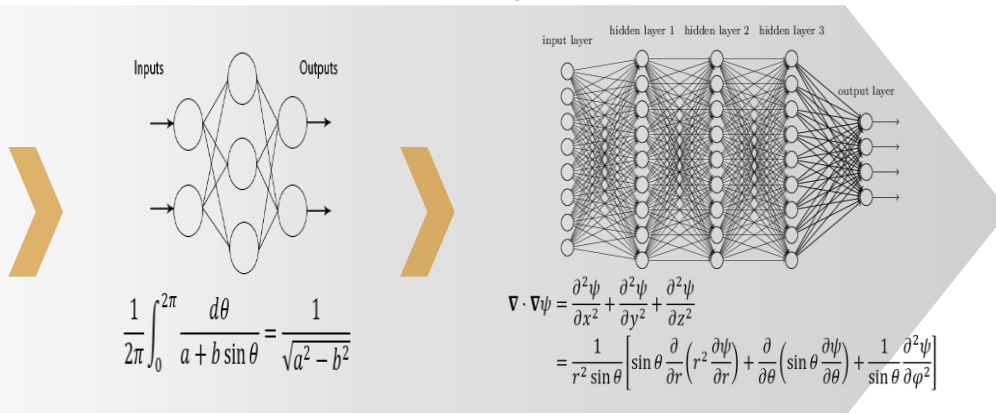 Inputs
Outputs
1/2π ∫₀^2π dθ/(a + b sin θ) = 1/√(a² − b²)
input layer
hidden layer 1
hidden layer 2
hidden layer 3
output layer
∇ · ∇ψ = ∂²ψ/∂x² + ∂²ψ/∂y² + ∂²ψ/∂z²
= 1/(r² sin θ) [sin θ ∂/∂r (r² ∂ψ/∂r) + ∂/∂θ (sin θ ∂ψ/∂θ) + 1/sin θ ∂²ψ/∂φ²]